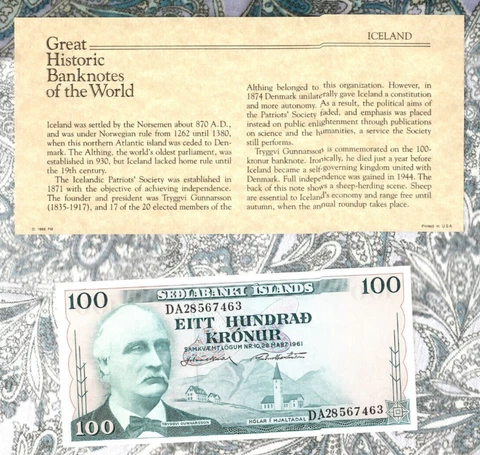 Great
Historic
Banknotes
of the World
ICELAND
Iceland was settled by the Norsemen about 870 A.D.,
and was under Norwegian rule from 1262 until 1380,
when this northern Atlantic island was ceded to Den-
mark. The Althing, the world's oldest parliament, was
established in 930, but Iceland lacked home rule until
the 19th century.
The Icelandic Patriots' Society was established in
1871 with the objective of achieving independence. The
founder and president was Tryggvi Gunnarsson
(1835-1917), and 17 of the 20 elected members of the
Althing belonged to this organization. However, in
1874 Denmark unilaterally gave Iceland a constitution
and more autonomy. As a result, the political aims of
the Patriots' Society faded, and emphasis was placed
instead on public enlightenment through publications
on science and the humanities, a service the Society
still performs.
Tryggvi Gunnarsson is commemorated on the 100-
kronur banknote. Ironically, he died just a year before
Iceland became a self-governing kingdom united with
Denmark. Full independence was gained in 1944. The
back of this note shows a sheep-herding scene. Sheep
are essential to Iceland's economy and range free until
autumn, when the annual roundup takes place.
Printed in U.S.A.
100
SEÐLABANKI ÍSLANDS
100
DA28567463
EITT HUNDRAÐ
KRÓNUR
SAMKVÆMT LÖGUM NR. 10, 29. MARZ 1961
DA28567463
100
TRYGGVI GUNNARSSON
HÓLAR Í HJALTADAL